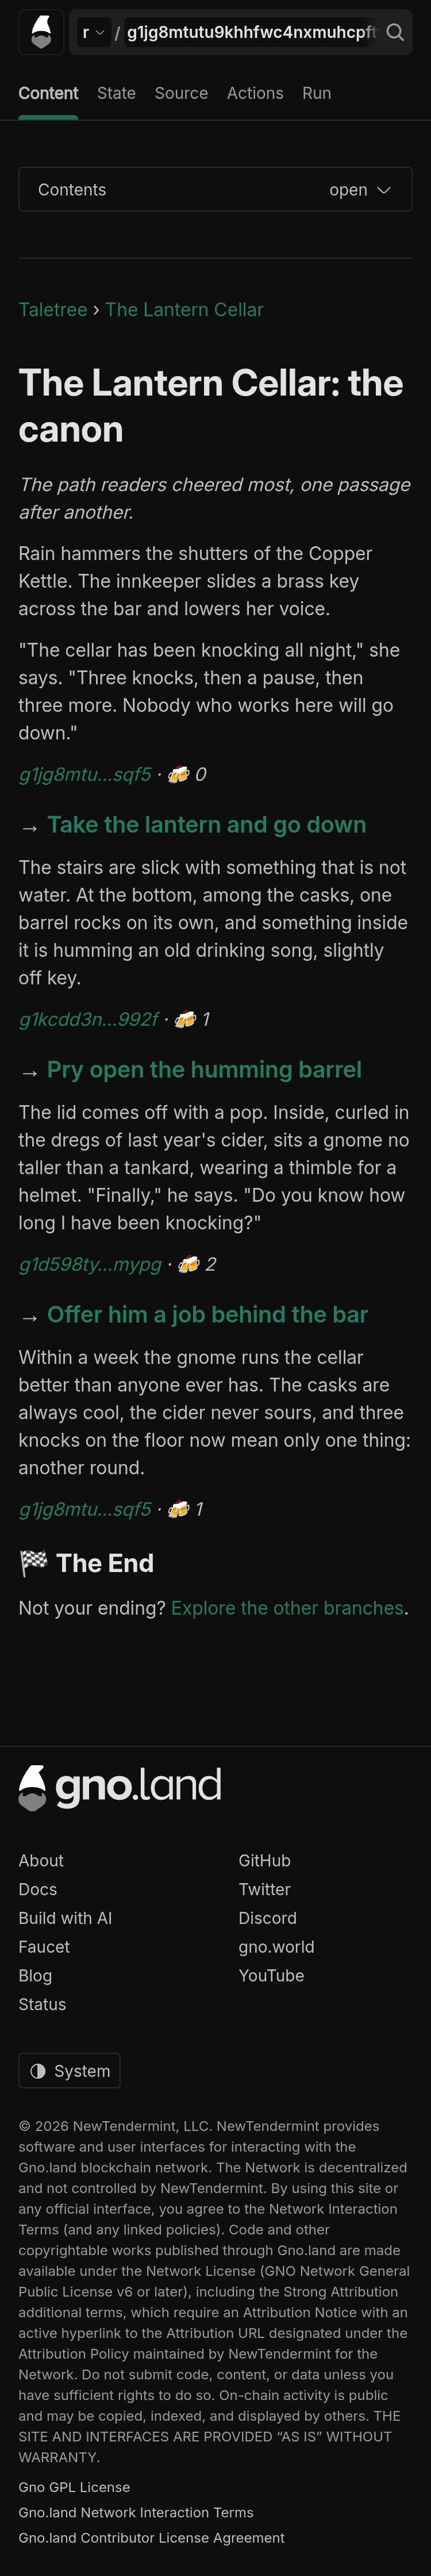 r / g1jg8mtutu9khhfwc4nxmuhcpft
Content State Source Actions Run
Contents open
Taletree › The Lantern Cellar
The Lantern Cellar: the
canon
The path readers cheered most, one passage
after another.
Rain hammers the shutters of the Copper
Kettle. The innkeeper slides a brass key
across the bar and lowers her voice.
"The cellar has been knocking all night," she
says. "Three knocks, then a pause, then
three more. Nobody who works here will go
down."
g1jg8mtu...sqf5 · 🍻 0
→ Take the lantern and go down
The stairs are slick with something that is not
water. At the bottom, among the casks, one
barrel rocks on its own, and something inside
it is humming an old drinking song, slightly
off key.
g1kcdd3n...992f · 🍻 1
→ Pry open the humming barrel
The lid comes off with a pop. Inside, curled in
the dregs of last year's cider, sits a gnome no
taller than a tankard, wearing a thimble for a
helmet. "Finally," he says. "Do you know how
long I have been knocking?"
g1d598ty...mypg · 🍻 2
→ Offer him a job behind the bar
Within a week the gnome runs the cellar
better than anyone ever has. The casks are
always cool, the cider never sours, and three
knocks on the floor now mean only one thing:
another round.
g1jg8mtu...sqf5 · 🍻 1
🏁 The End
Not your ending? Explore the other branches.
gno.land
About
Docs
Build with AI
Faucet
Blog
Status
GitHub
Twitter
Discord
gno.world
YouTube
System
© 2026 NewTendermint, LLC. NewTendermint provides
software and user interfaces for interacting with the
Gno.land blockchain network. The Network is decentralized
and not controlled by NewTendermint. By using this site or
any official interface, you agree to the Network Interaction
Terms (and any linked policies). Code and other
copyrightable works published through Gno.land are made
available under the Network License (GNO Network General
Public License v6 or later), including the Strong Attribution
additional terms, which require an Attribution Notice with an
active hyperlink to the Attribution URL designated under the
Attribution Policy maintained by NewTendermint for the
Network. Do not submit code, content, or data unless you
have sufficient rights to do so. On-chain activity is public
and may be copied, indexed, and displayed by others. THE
SITE AND INTERFACES ARE PROVIDED “AS IS” WITHOUT
WARRANTY.
Gno GPL License
Gno.land Network Interaction Terms
Gno.land Contributor License Agreement